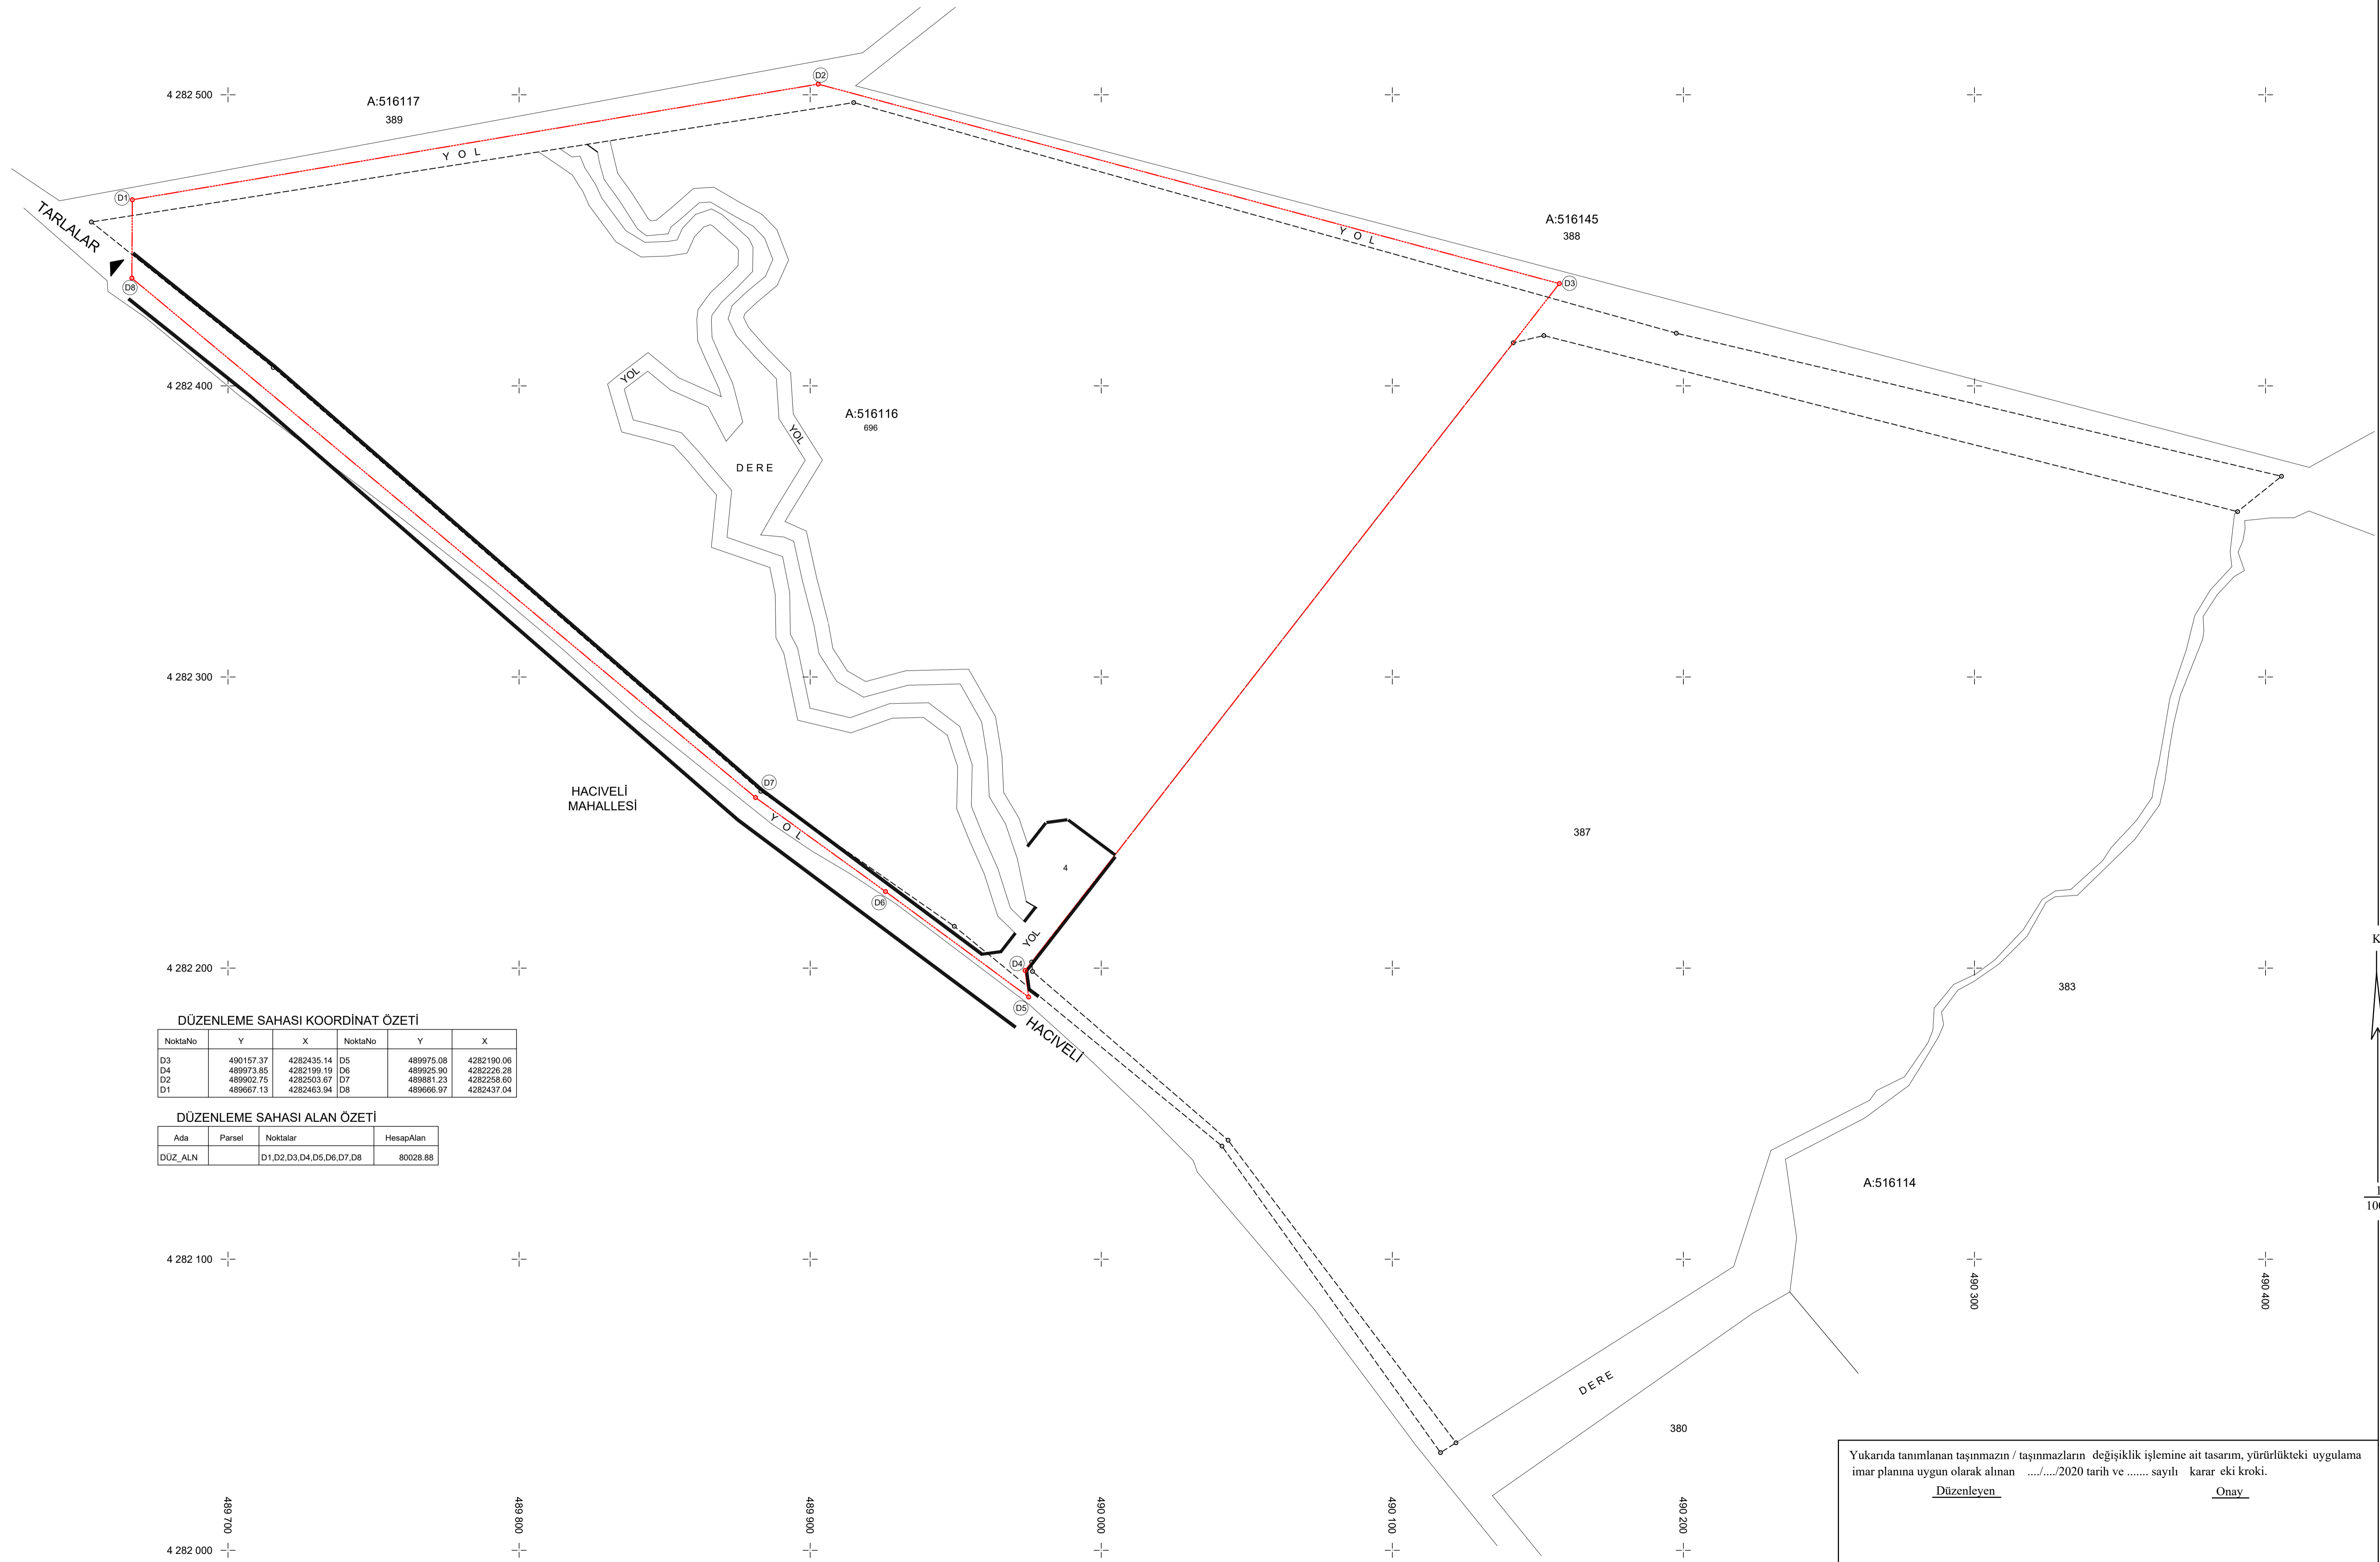 D2
4 282 500
A:516117
389
Y O L
D1
TARLALAR
A:516145
388
Y O L
D8
D3
YOL
4 282 400
A:516116
696
YOL
DERE
4 282 300
D7
HACIVELİ
MAHALLESİ
Y O L
387
4
D6
YOL
4 282 200
D4
D5
383
HACIVELİ
DÜZENLEME SAHASI KOORDİNAT ÖZETİ
NoktaNo Y X NoktaNo Y X
D3 490157.37 4282435.14 D5 489975.08 4282190.06
D4 489973.85 4282199.19 D6 489925.90 4282226.28
D2 489902.75 4282503.67 D7 489881.23 4282258.60
D1 489667.13 4282463.94 D8 489666.97 4282437.04
DÜZENLEME SAHASI ALAN ÖZETİ
Ada Parsel Noktalar HesapAlan
DÜZ_ALN D1,D2,D3,D4,D5,D6,D7,D8 80028.88
A:516114
4 282 100
490 300
490 400
DERE
380
Yukarıda tanımlanan taşınmazın / taşınmazların değişiklik işlemine ait tasarım, yürürlükteki uygulama
imar planına uygun olarak alınan ..../..../2020 tarih ve ....... sayılı karar eki kroki.
Düzenleyen Onay
489 700
489 800
489 900
490 000
490 100
490 200
4 282 000